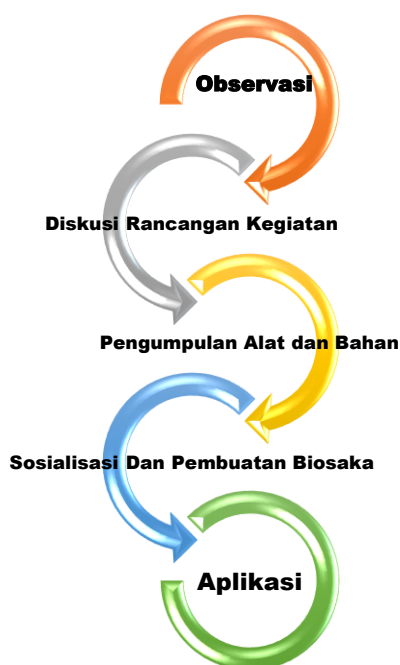 Observasi
Diskusi Rancangan Kegiatan
Pengumpulan Alat dan Bahan
Sosialisasi Dan Pembuatan Biosaka
Aplikasi